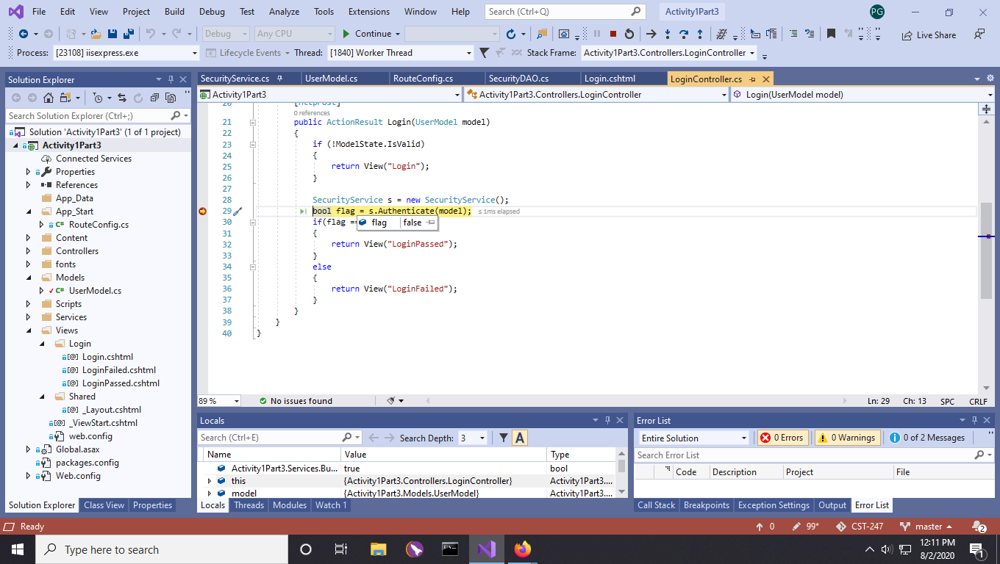 File Edit View Project Build Debug Test Analyze Tools Extensions Window Help Search (Ctrl+Q) Activity1Part3 PG
Debug Any CPU Continue Live Share
Process: [23108] iisexpress.exe Lifecycle Events Thread: [1840] Worker Thread Stack Frame: Activity1Part3.Controllers.LoginController
Solution Explorer
Search Solution Explorer (Ctrl+;)
Solution 'Activity1Part3' (1 of 1 project)
Activity1Part3
Connected Services
Properties
References
App_Data
App_Start
C# RouteConfig.cs
Content
Controllers
fonts
Models
C# UserModel.cs
Scripts
Services
Views
Login
[@] Login.cshtml
[@] LoginFailed.cshtml
[@] LoginPassed.cshtml
Shared
[@] _Layout.cshtml
[@] _ViewStart.cshtml
web.config
Global.asax
packages.config
Web.config
Solution Explorer Class View Properties
SecurityService.cs UserModel.cs RouteConfig.cs SecurityDAO.cs Login.cshtml LoginController.cs
Activity1Part3 Activity1Part3.Controllers.LoginController Login(UserModel model)
20 [HttpPost]
0 references
21 public ActionResult Login(UserModel model)
22 {
23 if (!ModelState.IsValid)
24 {
25 return View("Login");
26 }
27
28 SecurityService s = new SecurityService();
29 bool flag = s.Authenticate(model); ≤ 1ms elapsed
30 if(flag ==
flag false
31 {
32 return View("LoginPassed");
33 }
34 else
35 {
36 return View("LoginFailed");
37 }
38 }
39 }
40 }
89 % No issues found Ln: 29 Ch: 13 SPC CRLF
Locals
Search (Ctrl+E) Search Depth: 3 A
Name Value Type
Activity1Part3.Services.Bu... true bool
this {Activity1Part3.Controllers.LoginController} Activity1Part3....
model {Activity1Part3.Models.UserModel} Activity1Part3....
Locals Threads Modules Watch 1
Error List
Entire Solution 0 Errors 0 Warnings 0 of 2 Messages
Search Error List
Code Description Project File
Call Stack Breakpoints Exception Settings Output Error List
Ready 0 99* CST-247 master 2
Type here to search 12:11 PM
8/2/2020 1